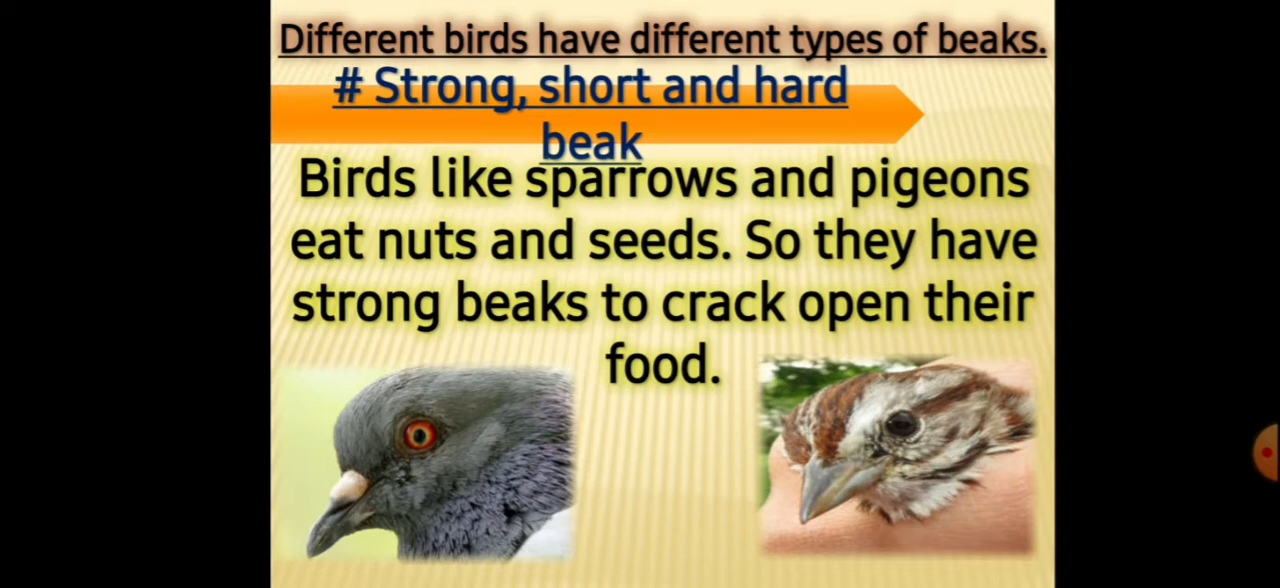 Different birds have different types of beaks.
# Strong, short and hard
beak
Birds like sparrows and pigeons
eat nuts and seeds. So they have
strong beaks to crack open their
food.